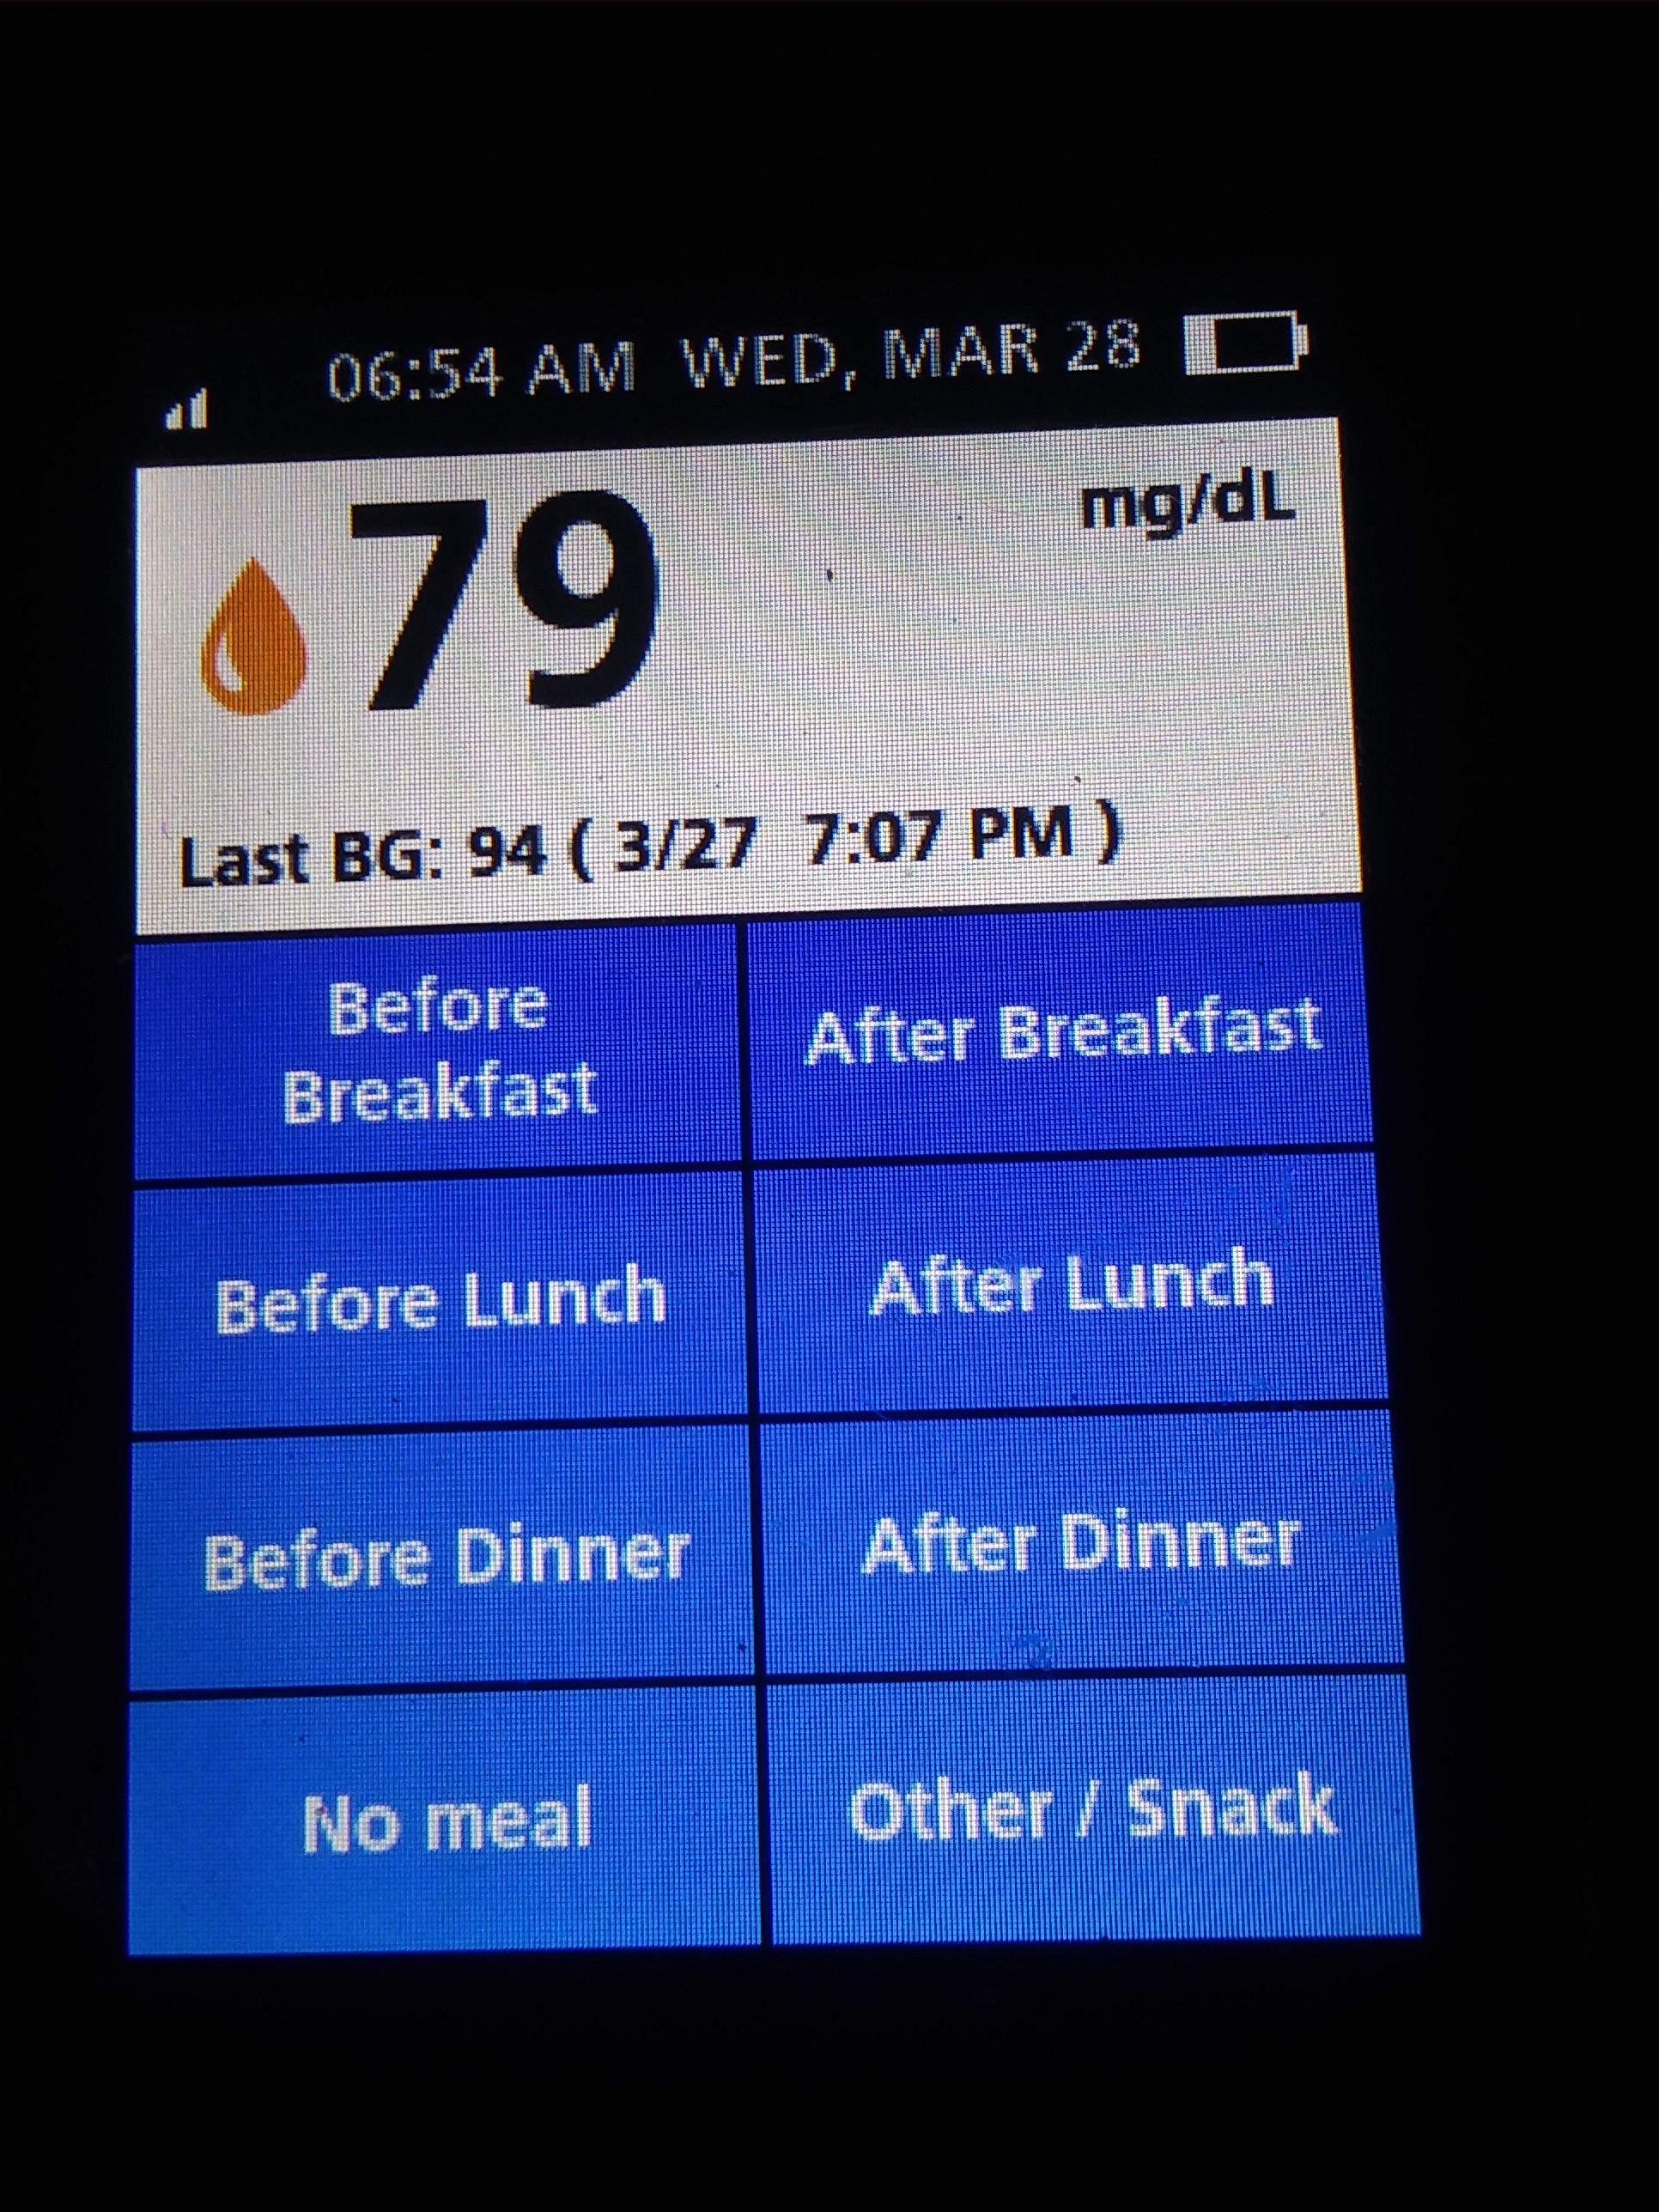 06:54 AM WED, MAR 28
79 mg/dL
Last BG: 94 ( 3/27 7:07 PM )
Before
Breakfast
After Breakfast
Before Lunch
After Lunch
Before Dinner
After Dinner
No meal
Other / Snack